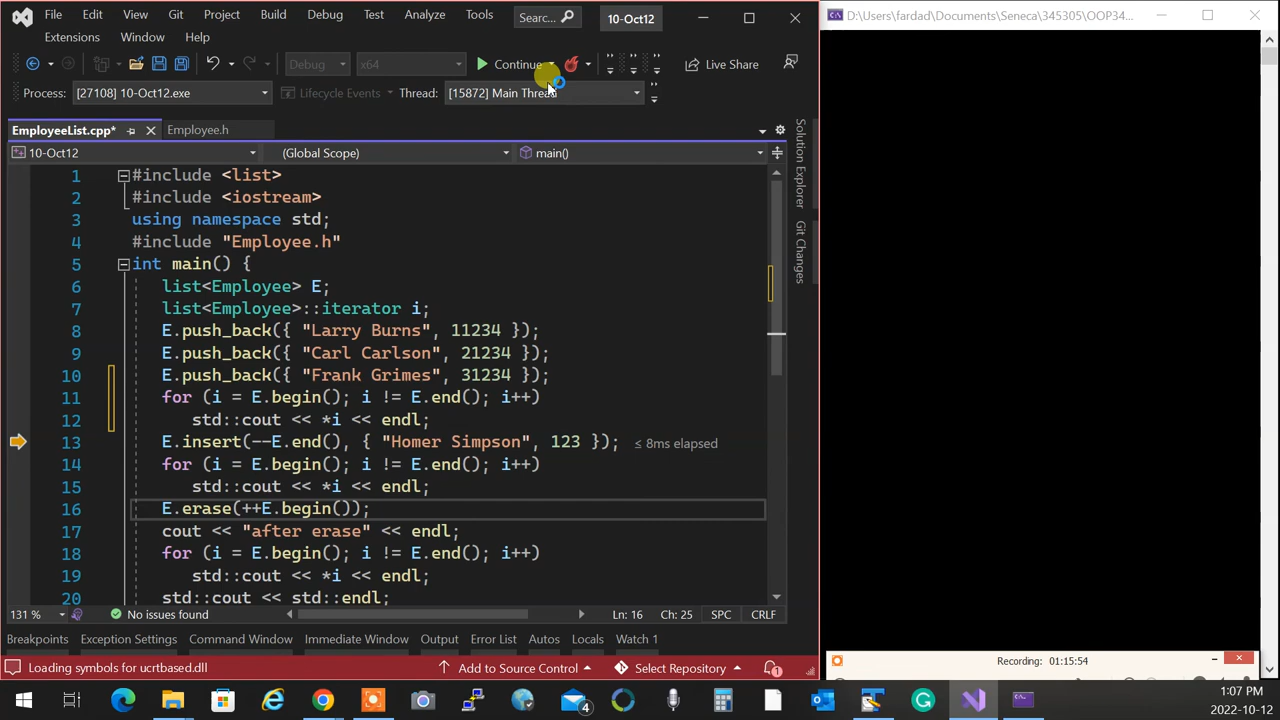 File Edit View Git Project Build Debug Test Analyze Tools Searc... 10-Oct12
Extensions Window Help
Debug x64 Continue Live Share
Process: [27108] 10-Oct12.exe Lifecycle Events Thread: [15872] Main Thread
EmployeeList.cpp* Employee.h
10-Oct12 (Global Scope) main()
1 #include <list>
2 #include <iostream>
3 using namespace std;
4 #include "Employee.h"
5 int main() {
6 list<Employee> E;
7 list<Employee>::iterator i;
8 E.push_back({ "Larry Burns", 11234 });
9 E.push_back({ "Carl Carlson", 21234 });
10 E.push_back({ "Frank Grimes", 31234 });
11 for (i = E.begin(); i != E.end(); i++)
12 std::cout << *i << endl;
13 E.insert(--E.end(), { "Homer Simpson", 123 }); ≤ 8ms elapsed
14 for (i = E.begin(); i != E.end(); i++)
15 std::cout << *i << endl;
16 E.erase(++E.begin());
17 cout << "after erase" << endl;
18 for (i = E.begin(); i != E.end(); i++)
19 std::cout << *i << endl;
20 std::cout << std::endl;
131 % No issues found Ln: 16 Ch: 25 SPC CRLF
Breakpoints Exception Settings Command Window Immediate Window Output Error List Autos Locals Watch 1
Loading symbols for ucrtbased.dll Add to Source Control Select Repository 1
Solution Explorer
Git Changes
D:\Users\fardad\Documents\Seneca\345305\OOP34...
Recording: 01:15:54
4
1:07 PM
2022-10-12